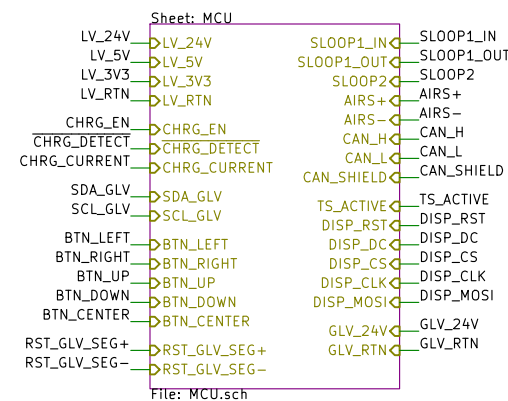 Sheet: MCU
LV_24V LV_24V SLOOP1_IN SLOOP1_IN
LV_5V LV_5V SLOOP1_OUT SLOOP1_OUT
LV_3V3 LV_3V3 SLOOP2 SLOOP2
LV_RTN LV_RTN AIRS+ AIRS+
AIRS- AIRS-
CHRG_EN CHRG_EN CAN_H CAN_H
CHRG_DETECT CHRG_DETECT CAN_L CAN_L
CHRG_CURRENT CHRG_CURRENT CAN_SHIELD CAN_SHIELD
SDA_GLV SDA_GLV TS_ACTIVE TS_ACTIVE
SCL_GLV SCL_GLV DISP_RST DISP_RST
BTN_LEFT BTN_LEFT DISP_DC DISP_DC
BTN_RIGHT BTN_RIGHT DISP_CS DISP_CS
BTN_UP BTN_UP DISP_CLK DISP_CLK
BTN_DOWN BTN_DOWN DISP_MOSI DISP_MOSI
BTN_CENTER BTN_CENTER GLV_24V GLV_24V
RST_GLV_SEG+ RST_GLV_SEG+ GLV_RTN GLV_RTN
RST_GLV_SEG- RST_GLV_SEG-
File: MCU.sch